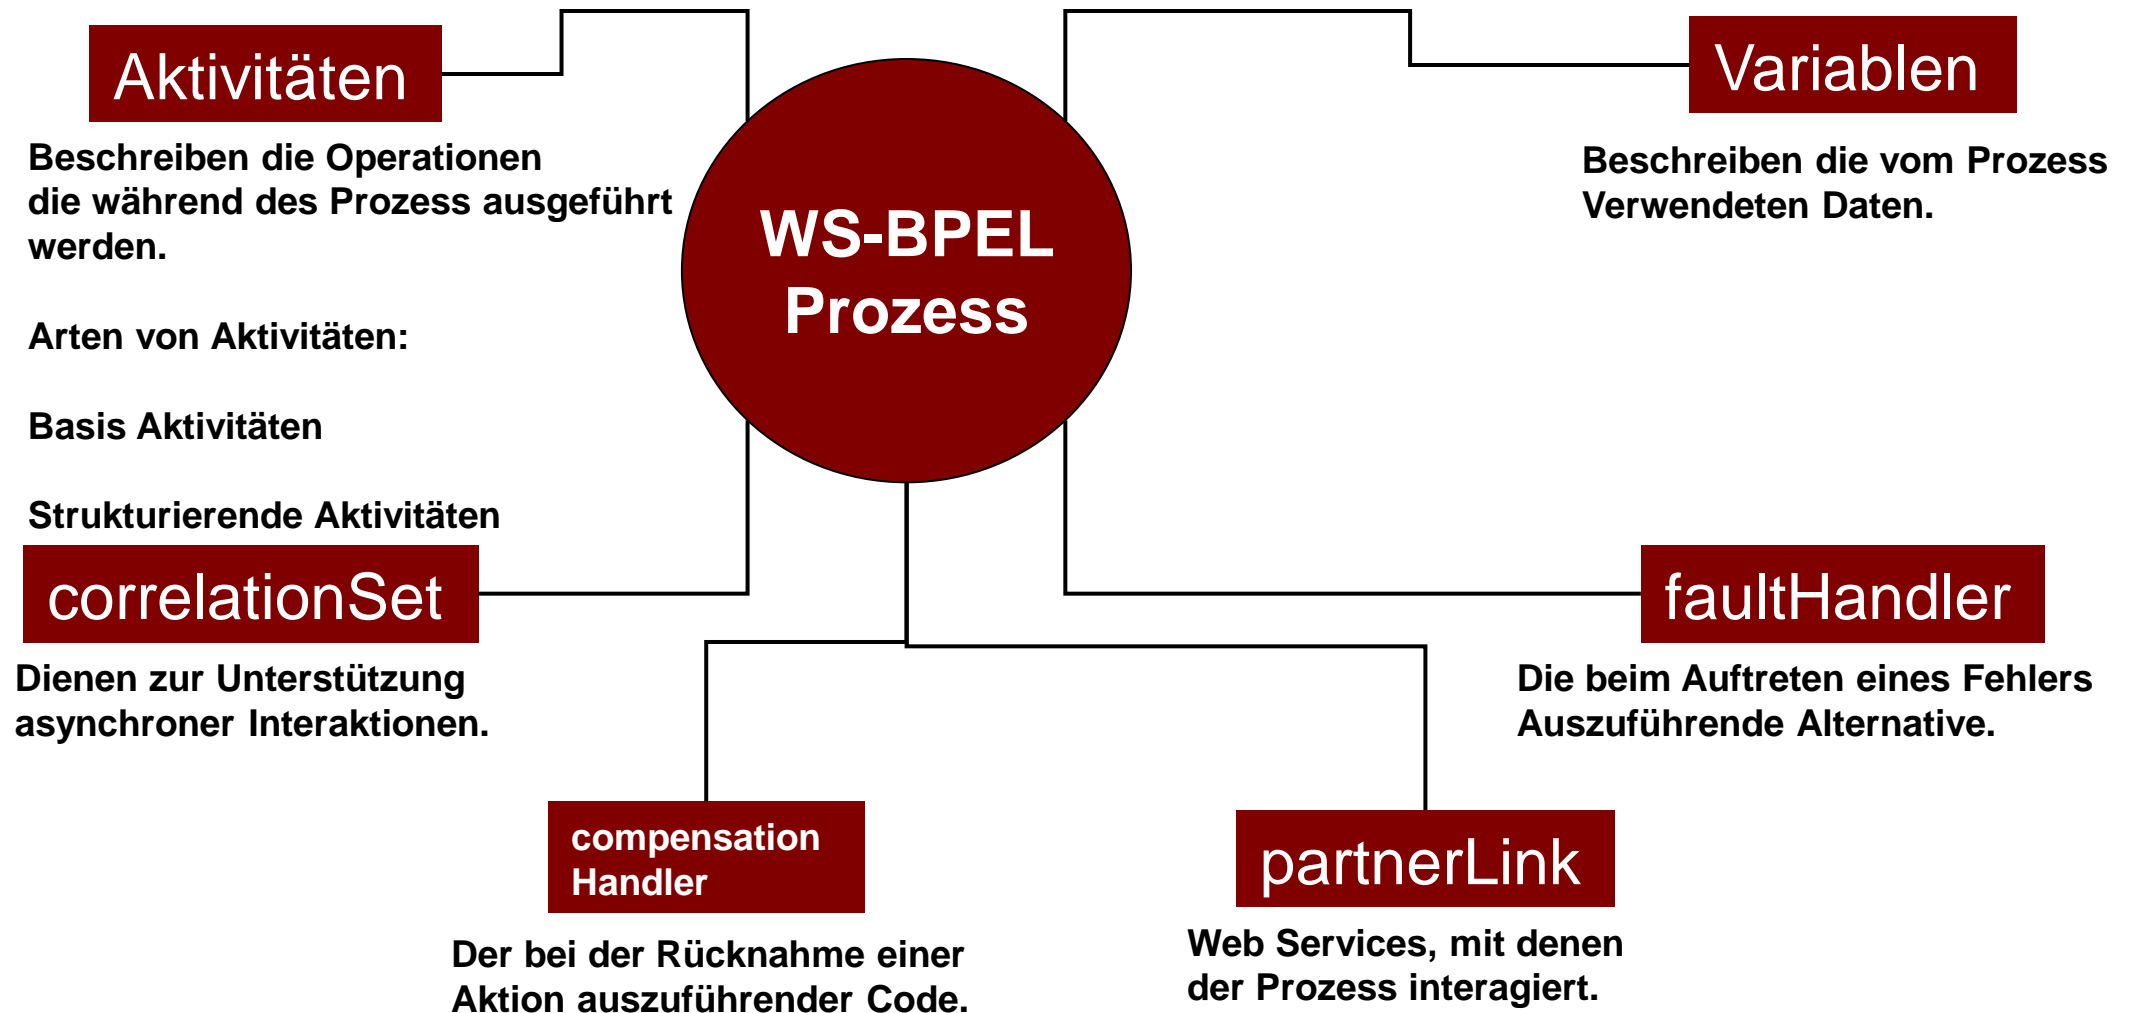 Aktivitäten
Beschreiben die Operationen
die während des Prozess ausgeführt
werden.
Arten von Aktivitäten:
Basis Aktivitäten
Strukturierende Aktivitäten
WS-BPEL
Prozess
Variablen
Beschreiben die vom Prozess
Verwendeten Daten.
correlationSet
Dienen zur Unterstützung
asynchroner Interaktionen.
faultHandler
Die beim Auftreten eines Fehlers
Auszuführende Alternative.
compensation
Handler
Der bei der Rücknahme einer
Aktion auszuführender Code.
partnerLink
Web Services, mit denen
der Prozess interagiert.